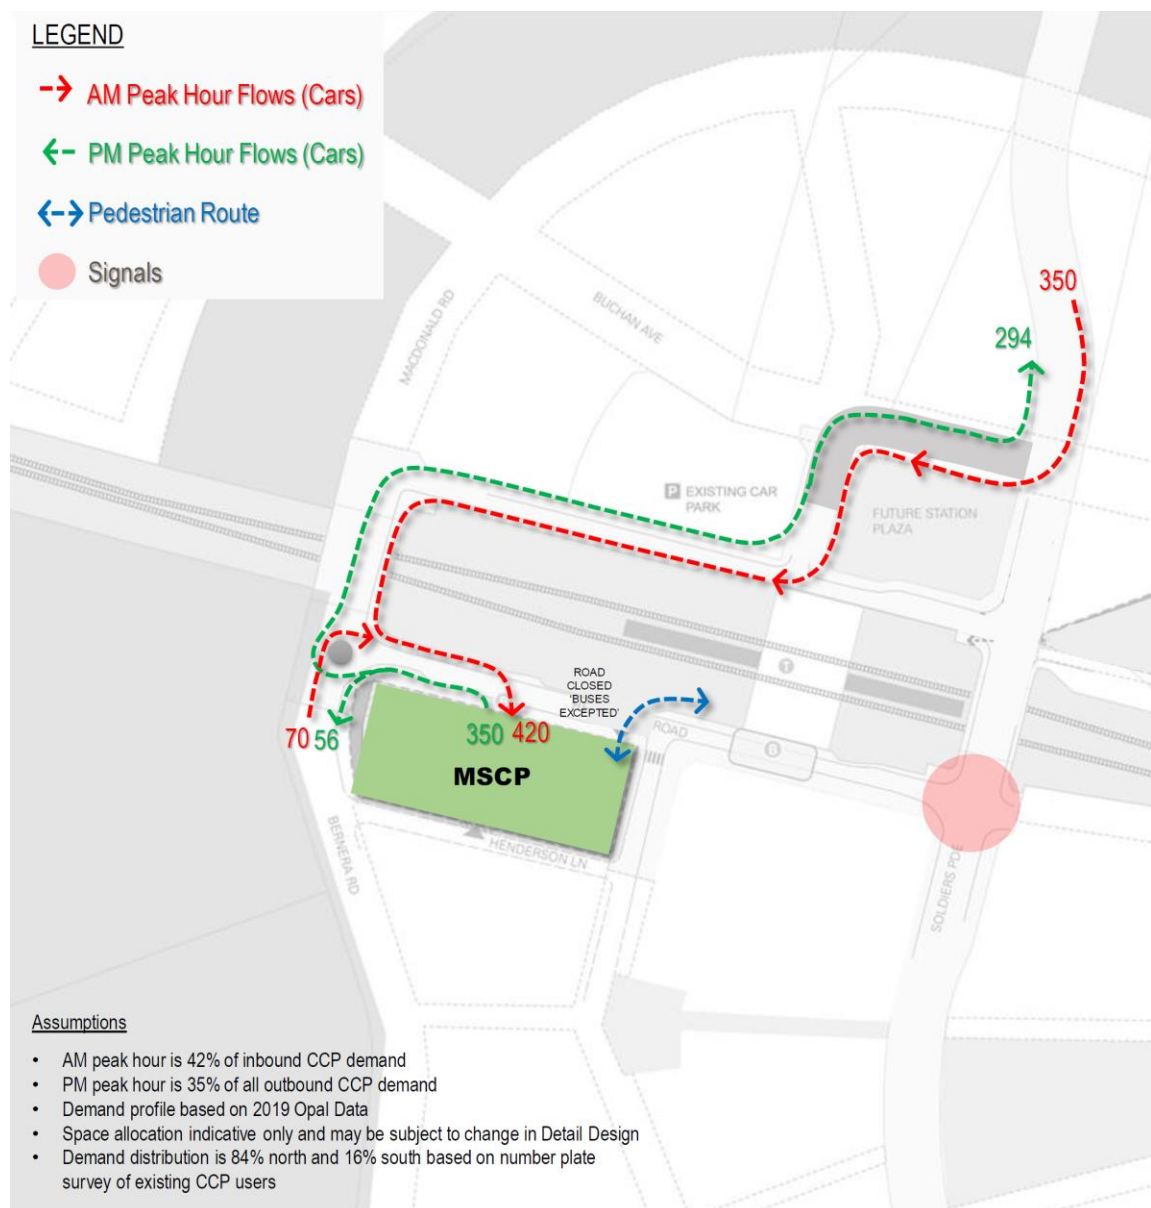 LEGEND
AM Peak Hour Flows (Cars)
PM Peak Hour Flows (Cars)
Pedestrian Route
Signals
350
294
MACDONALD RD
BUCHAN AVE
P EXISTING CAR
PARK
FUTURE STATION
PLAZA
T
ROAD
CLOSED
'BUSES
EXCEPTED'
ROAD
B
70 56
350 420
MSCP
HENDERSON LN
BERNERA RD
SOLDIERS PDE
Assumptions
• AM peak hour is 42% of inbound CCP demand
• PM peak hour is 35% of all outbound CCP demand
• Demand profile based on 2019 Opal Data
• Space allocation indicative only and may be subject to change in Detail Design
• Demand distribution is 84% north and 16% south based on number plate
survey of existing CCP users